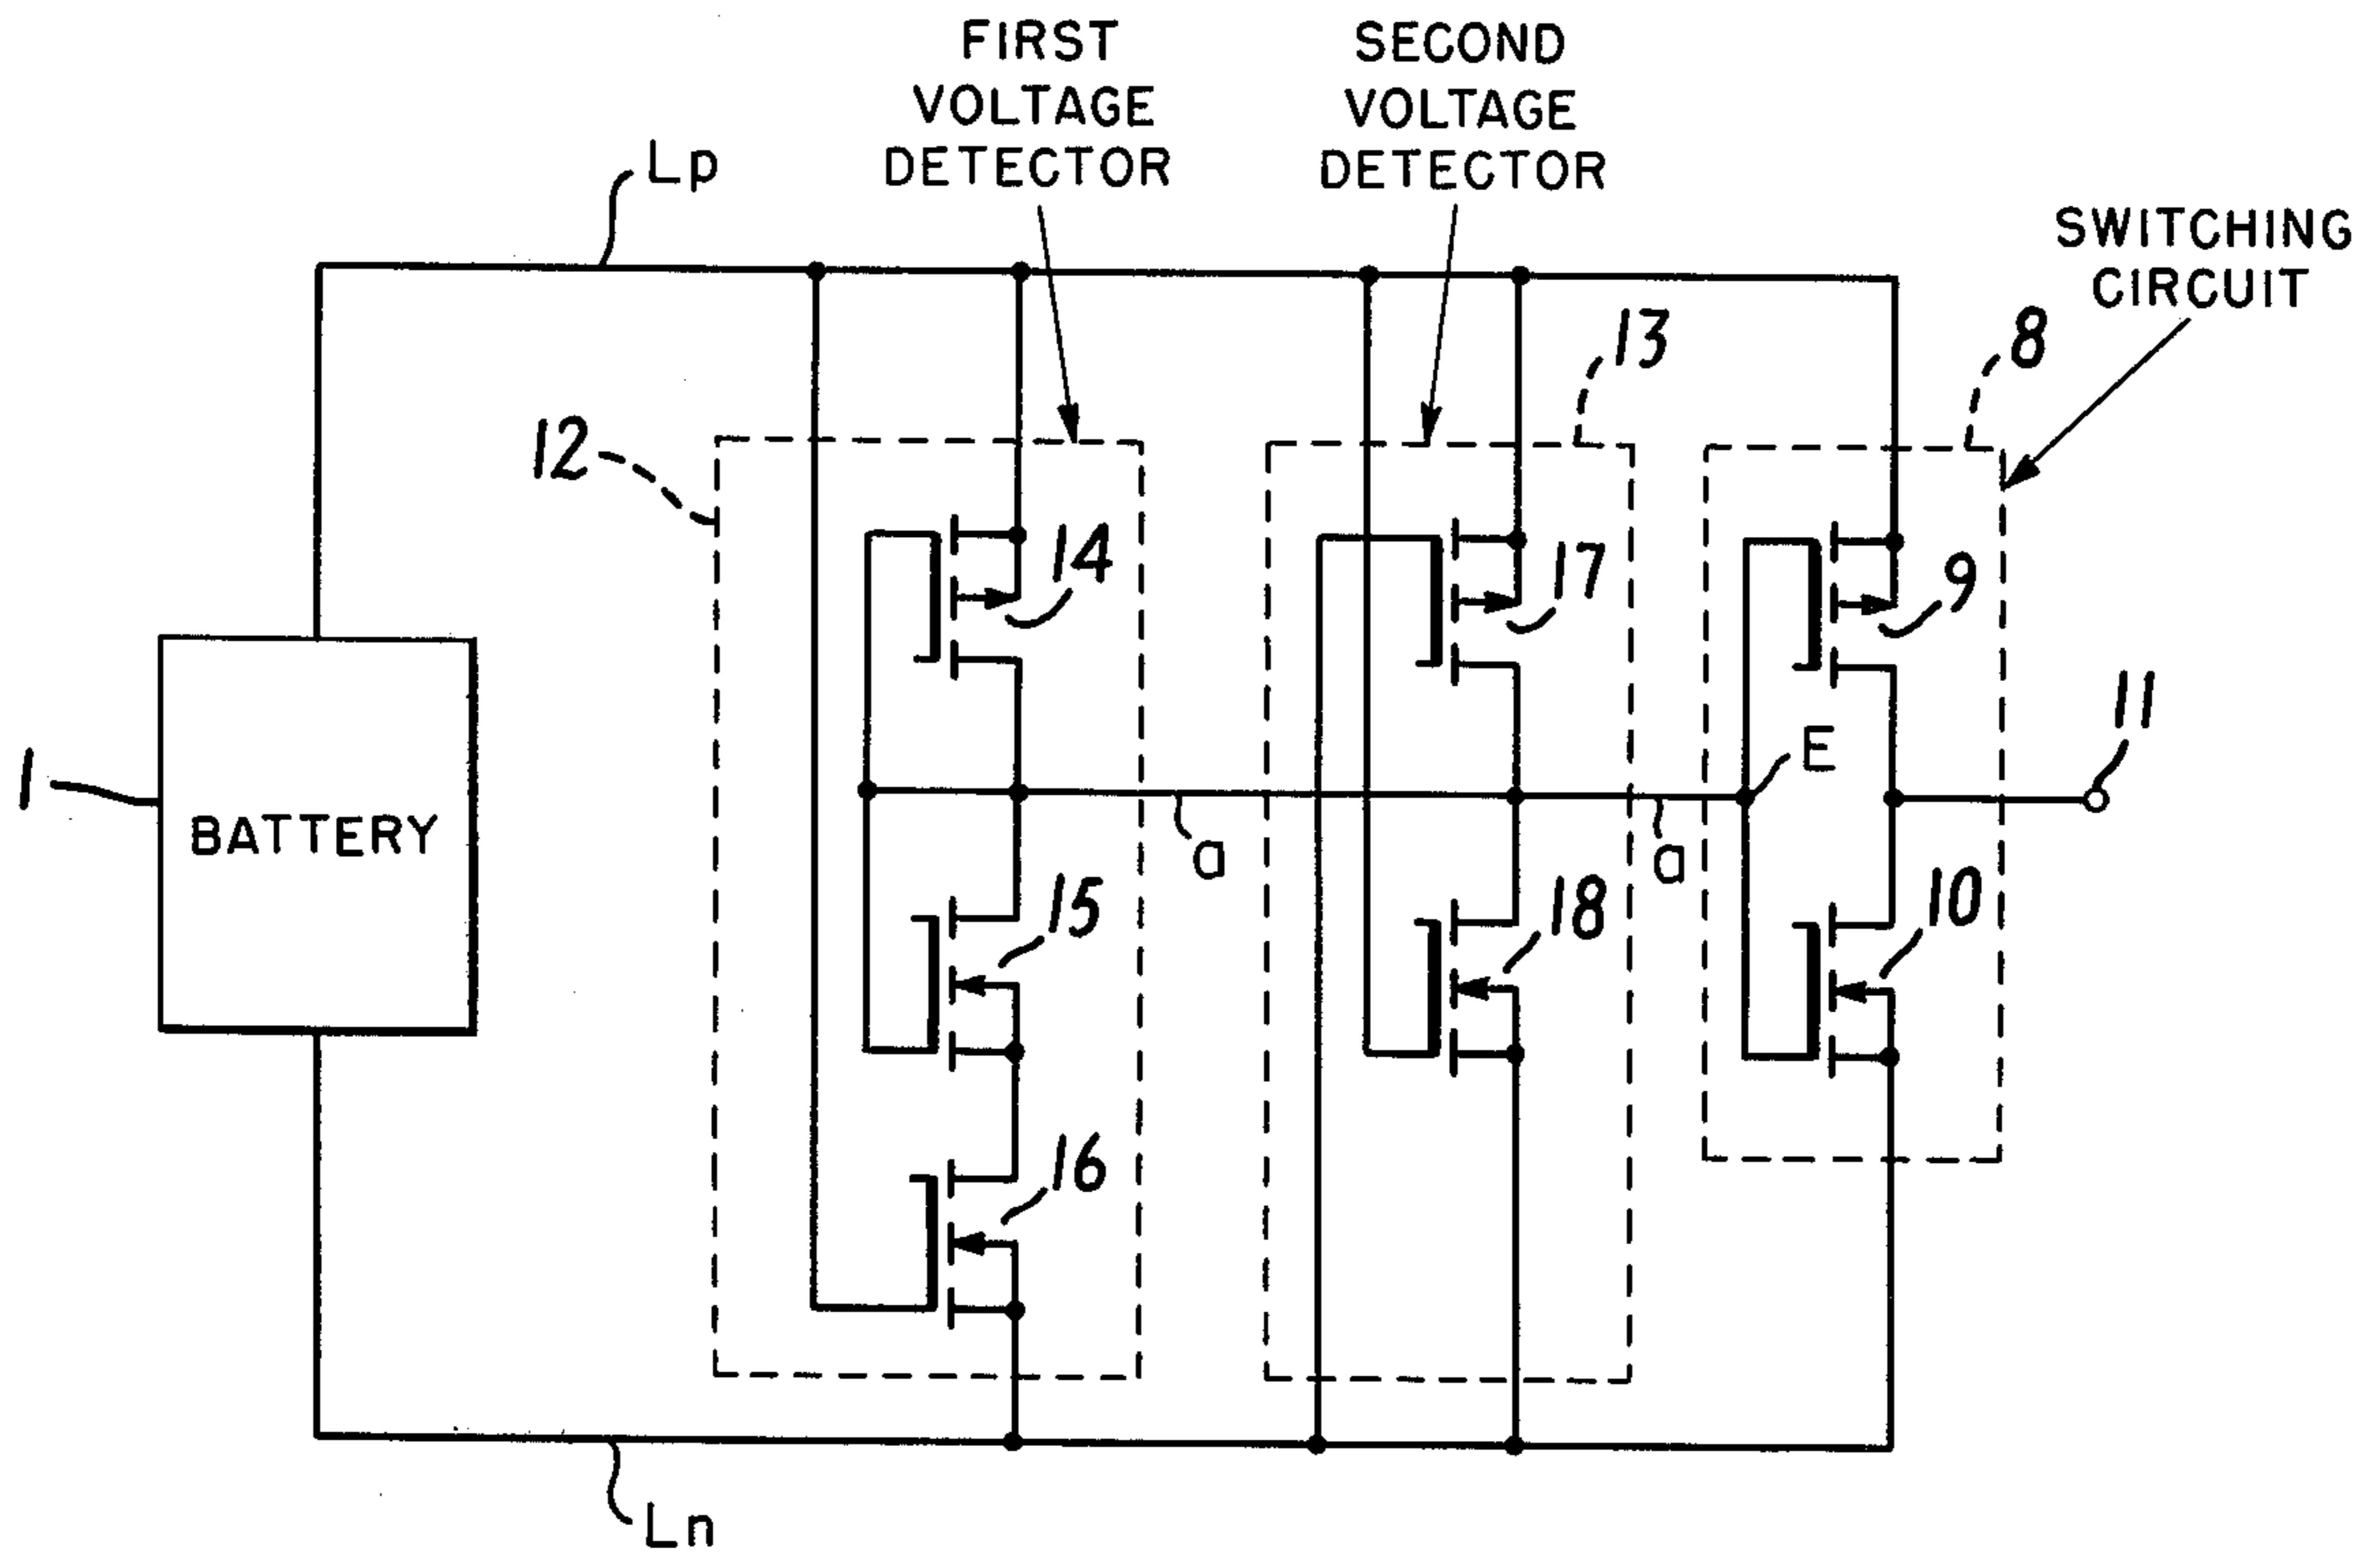 FIRST
VOLTAGE
DETECTOR
SECOND
VOLTAGE
DETECTOR
SWITCHING
CIRCUIT
Lp
13
8
12
14
17
9
11
E
1
BATTERY
a
a
15
18
10
16
Ln